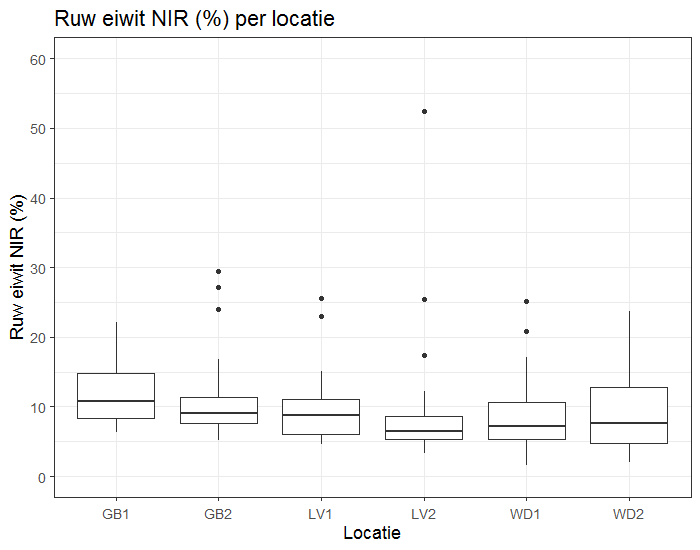 Ruw eiwit NIR (%) per locatie
Ruw eiwit NIR (%)
60
50
40
30
20
10
0
GB1 GB2 LV1 LV2 WD1 WD2
Locatie